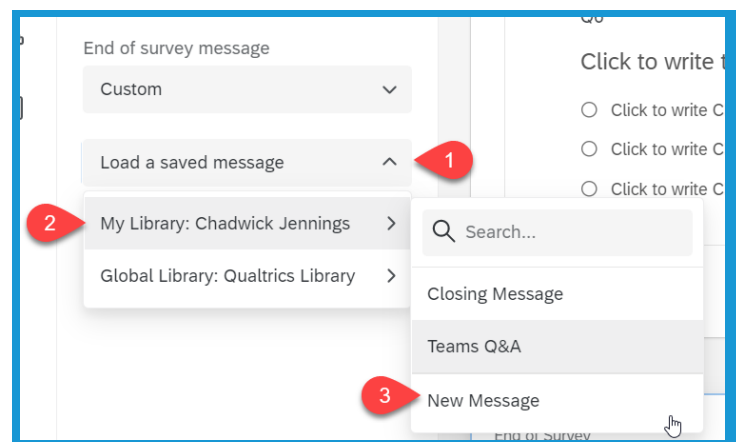 End of survey message
Custom
Load a saved message
1
2
My Library: Chadwick Jennings
Global Library: Qualtrics Library
Search...
Closing Message
Teams Q&A
3
New Message
Click to write
Click to write C
Click to write C
Click to write C
End of Survey